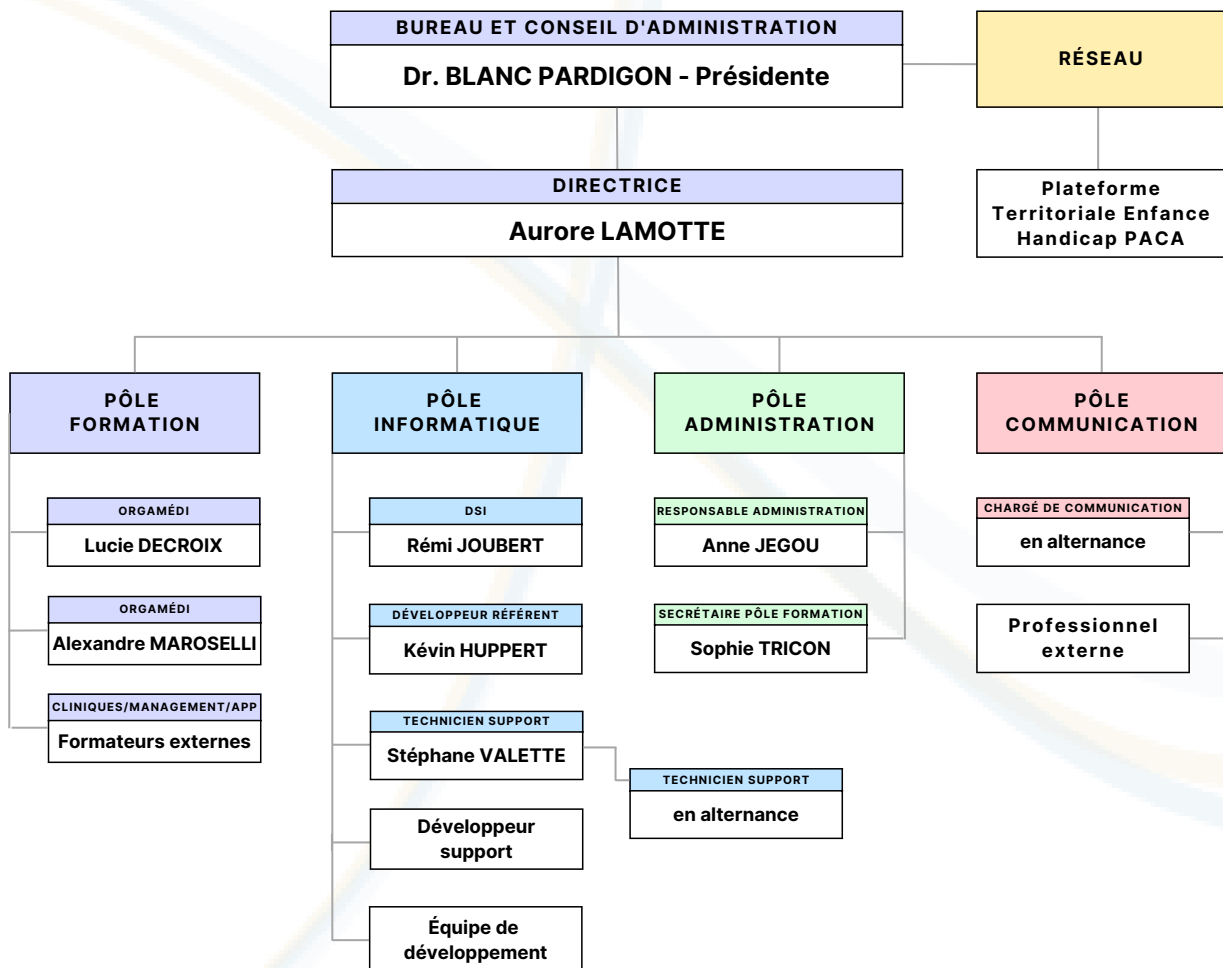 BUREAU ET CONSEIL D'ADMINISTRATION
Dr. BLANC PARDIGON - Présidente
RÉSEAU
DIRECTRICE
Aurore LAMOTTE
Plateforme
Territoriale Enfance
Handicap PACA
PÔLE
FORMATION
PÔLE
INFORMATIQUE
PÔLE
ADMINISTRATION
PÔLE
COMMUNICATION
ORGAMÉDI
Lucie DECROIX
ORGAMÉDI
Alexandre MAROSELLI
CLINIQUES/MANAGEMENT/APP
Formateurs externes
DSI
Rémi JOUBERT
DÉVELOPPEUR RÉFÉRENT
Kévin HUPPERT
TECHNICIEN SUPPORT
Stéphane VALETTE
TECHNICIEN SUPPORT
en alternance
Développeur
support
Équipe de
développement
RESPONSABLE ADMINISTRATION
Anne JEGOU
SECRÉTAIRE PÔLE FORMATION
Sophie TRICON
CHARGÉ DE COMMUNICATION
en alternance
Professionnel
externe